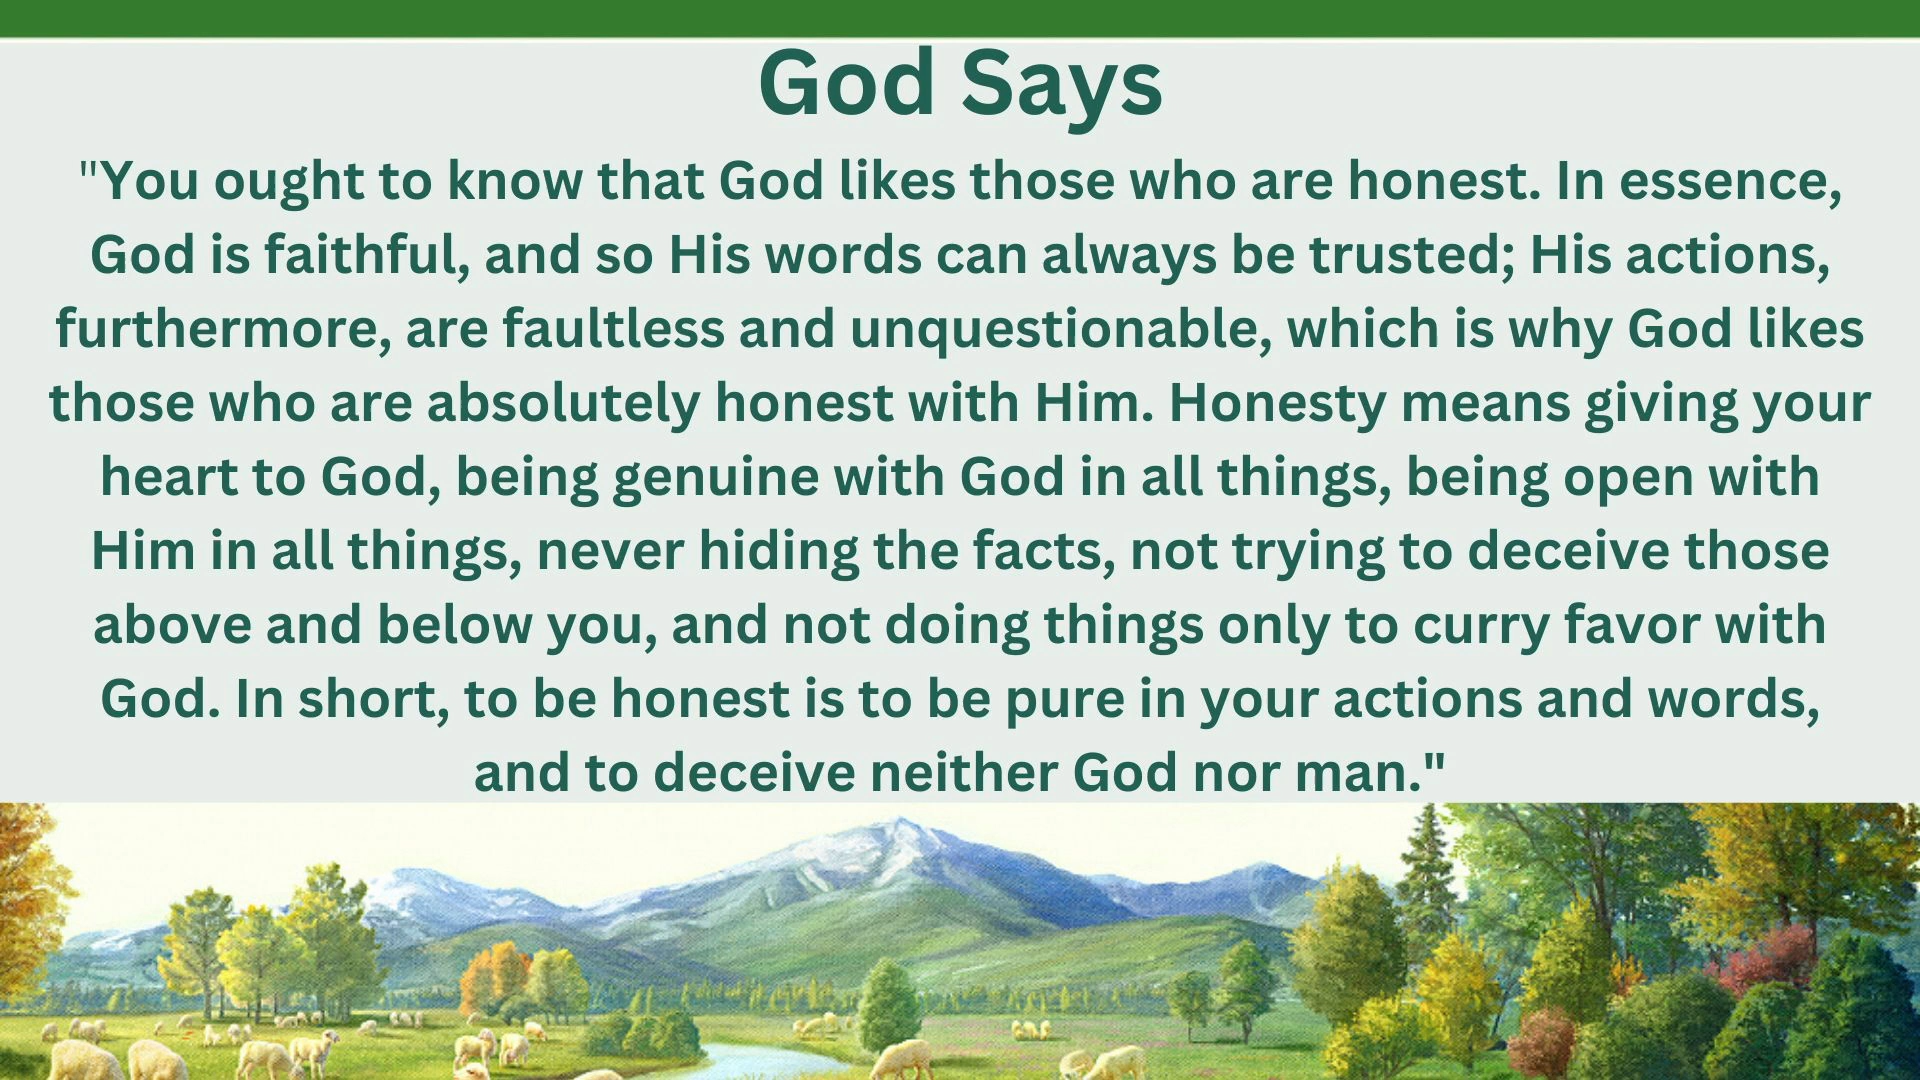 God Says
"You ought to know that God likes those who are honest. In essence,
God is faithful, and so His words can always be trusted; His actions,
furthermore, are faultless and unquestionable, which is why God likes
those who are absolutely honest with Him. Honesty means giving your
heart to God, being genuine with God in all things, being open with
Him in all things, never hiding the facts, not trying to deceive those
above and below you, and not doing things only to curry favor with
God. In short, to be honest is to be pure in your actions and words,
and to deceive neither God nor man."